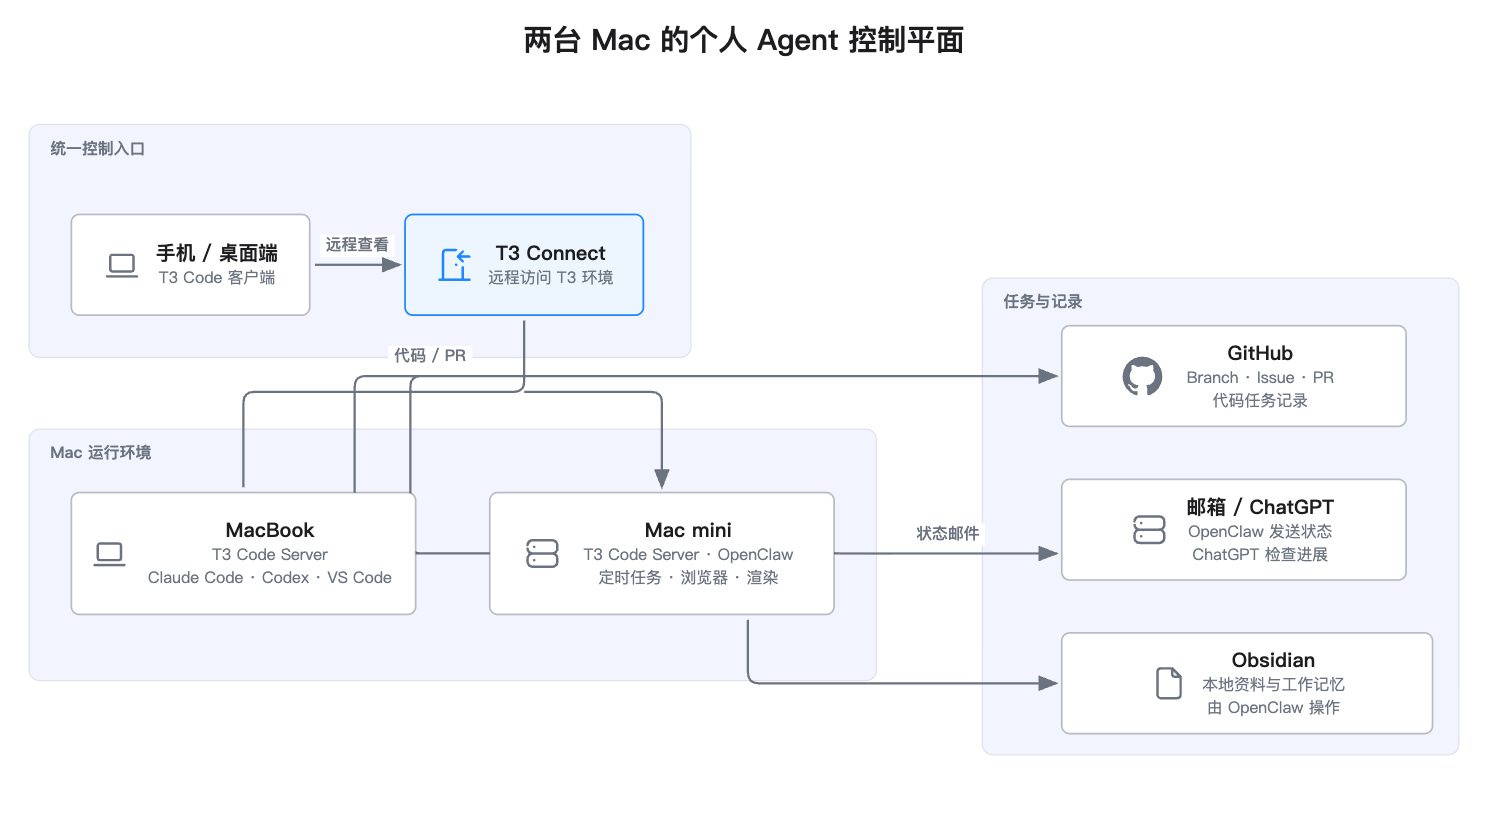 两台 Mac 的个人 Agent 控制平面
统一控制入口
手机 / 桌面端
T3 Code 客户端
远程查看
T3 Connect
远程访问 T3 环境
代码 / PR
Mac 运行环境
MacBook
T3 Code Server
Claude Code · Codex · VS Code
Mac mini
T3 Code Server · OpenClaw
定时任务 · 浏览器 · 渲染
状态邮件
任务与记录
GitHub
Branch · Issue · PR
代码任务记录
邮箱 / ChatGPT
OpenClaw 发送状态
ChatGPT 检查进展
Obsidian
本地资料与工作记忆
由 OpenClaw 操作